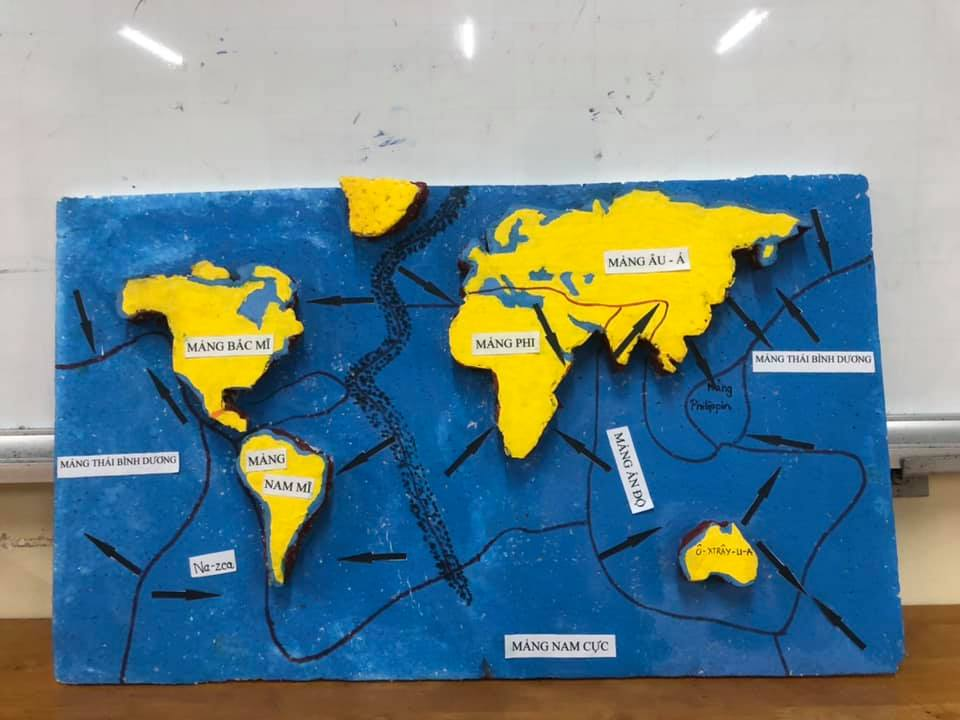 MẢNG ÂU - Á
MẢNG BẮC MĨ
MẢNG PHI
MẢNG THÁI BÌNH DƯƠNG
Mảng
Philippin
MẢNG THÁI BÌNH DƯƠNG
MẢNG
NAM MĨ
MẢNG ẤN ĐỘ
Ô-XTRÂY-LI-A
Na-zca
MẢNG NAM CỰC